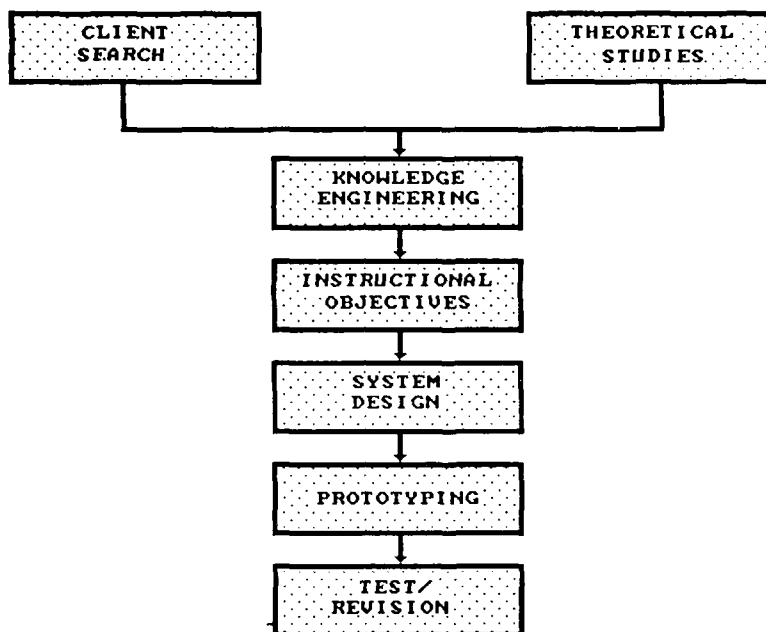 CLIENT
SEARCH
THEORETICAL
STUDIES
KNOWLEDGE
ENGINEERING
INSTRUCTIONAL
OBJECTIVES
SYSTEM
DESIGN
PROTOTYPING
TEST/
REVISION